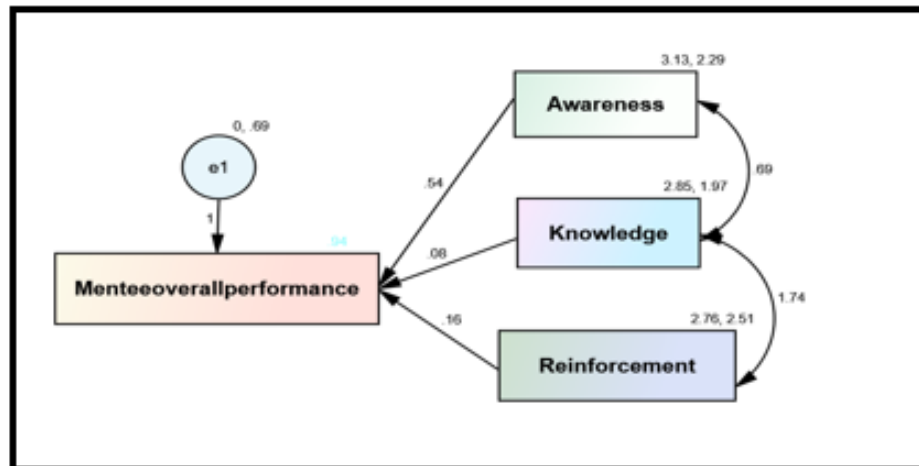 3.13, 2.29
Awareness
0, .69
e1
.54
.69
2.85, 1.97
1
Knowledge
.94
.08
Menteeoverallperformance
1.74
.16
2.76, 2.51
Reinforcement